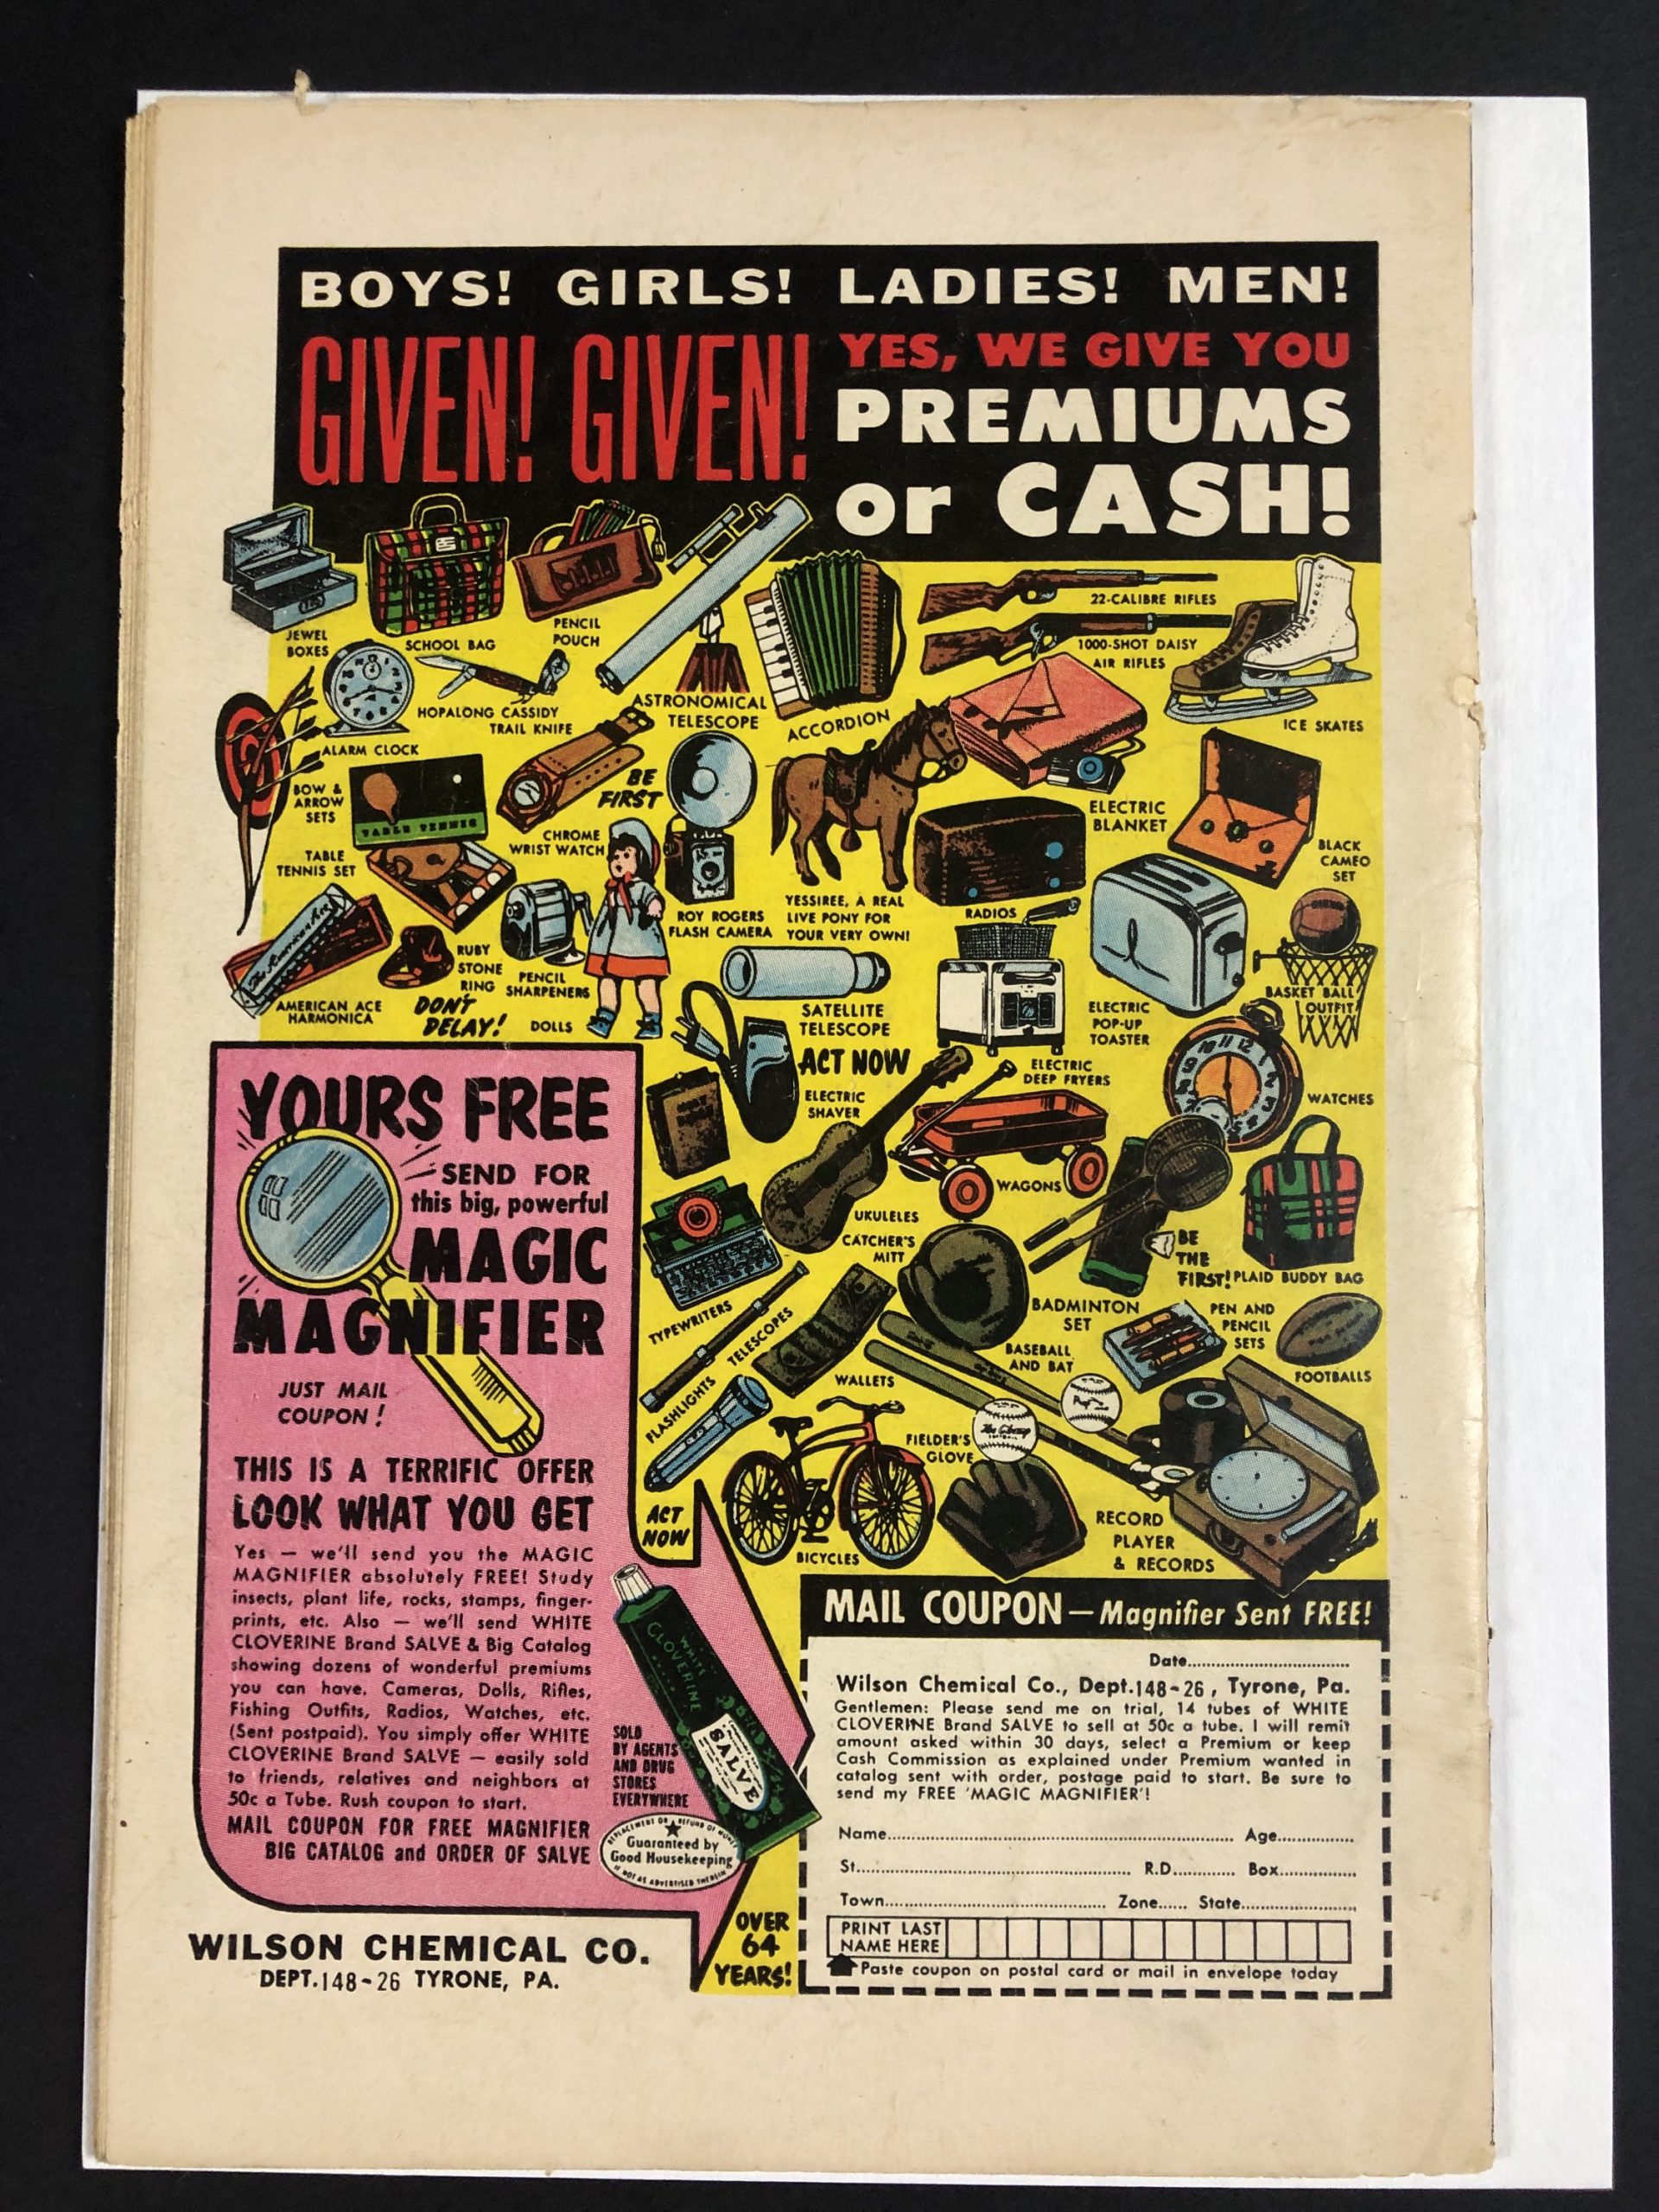 BOYS! GIRLS! LADIES! MEN!
GIVEN! GIVEN!
YES, WE GIVE YOU
PREMIUMS
or CASH!
JEWEL
BOXES
SCHOOL BAG
PENCIL
POUCH
ASTRONOMICAL
TELESCOPE
ACCORDION
22-CALIBRE RIFLES
1000-SHOT DAISY
AIR RIFLES
ICE SKATES
HOPALONG CASSIDY
TRAIL KNIFE
ALARM CLOCK
BOW &
ARROW
SETS
TABLE TENNIS
TABLE
TENNIS SET
CHROME
WRIST WATCH
BE
FIRST
ROY ROGERS
FLASH CAMERA
YESSIREE, A REAL
LIVE PONY FOR
YOUR VERY OWN!
RADIOS
ELECTRIC
BLANKET
BLACK
CAMEO
SET
The American Ace
AMERICAN ACE
HARMONICA
RUBY
STONE
RING
DON'T
DELAY!
PENCIL
SHARPENERS
DOLLS
SATELLITE
TELESCOPE
ACT NOW
ELECTRIC
SHAVER
ELECTRIC
DEEP FRYERS
ELECTRIC
POP-UP
TOASTER
BASKET BALL
OUTFIT
WATCHES
WAGONS
UKULELES
CATCHER'S
MITT
BE
THE
FIRST!
PLAID BUDDY BAG
TYPEWRITERS
TELESCOPES
WALLETS
BADMINTON
SET
BASEBALL
AND BAT
PEN AND
PENCIL
SETS
FOOTBALLS
FLASHLIGHTS
FIELDER'S
GLOVE
BICYCLES
RECORD
PLAYER
& RECORDS
ACT
NOW
YOURS FREE
SEND FOR
this big, powerful
MAGIC
MAGNIFIER
JUST MAIL
COUPON!
THIS IS A TERRIFIC OFFER
LOOK WHAT YOU GET
Yes — we'll send you the MAGIC
MAGNIFIER absolutely FREE! Study
insects, plant life, rocks, stamps, finger-
prints, etc. Also — we'll send WHITE
CLOVERINE Brand SALVE & Big Catalog
showing dozens of wonderful premiums
you can have. Cameras, Dolls, Rifles,
Fishing Outfits, Radios, Watches, etc.
(Sent postpaid). You simply offer WHITE
CLOVERINE Brand SALVE — easily sold
to friends, relatives and neighbors at
50c a Tube. Rush coupon to start.
MAIL COUPON FOR FREE MAGNIFIER
BIG CATALOG and ORDER OF SALVE
WHITE
CLOVERINE
SALVE
SOLD
BY AGENTS
AND DRUG
STORES
EVERYWHERE
REPLACEMENT OR REFUND OF MONEY
Guaranteed by
Good Housekeeping
IF NOT AS ADVERTISED THEREIN
WILSON CHEMICAL CO.
DEPT. 148-26 TYRONE, PA.
OVER
64
YEARS!
MAIL COUPON — Magnifier Sent FREE!
Date
Wilson Chemical Co., Dept. 148-26, Tyrone, Pa.
Gentlemen: Please send me on trial, 14 tubes of WHITE
CLOVERINE Brand SALVE to sell at 50c a tube. I will remit
amount asked within 30 days, select a Premium or keep
Cash Commission as explained under Premium wanted in
catalog sent with order, postage paid to start. Be sure to
send my FREE 'MAGIC MAGNIFIER'!
Name Age
St. R.D. Box
Town Zone State
PRINT LAST
NAME HERE
Paste coupon on postal card or mail in envelope today